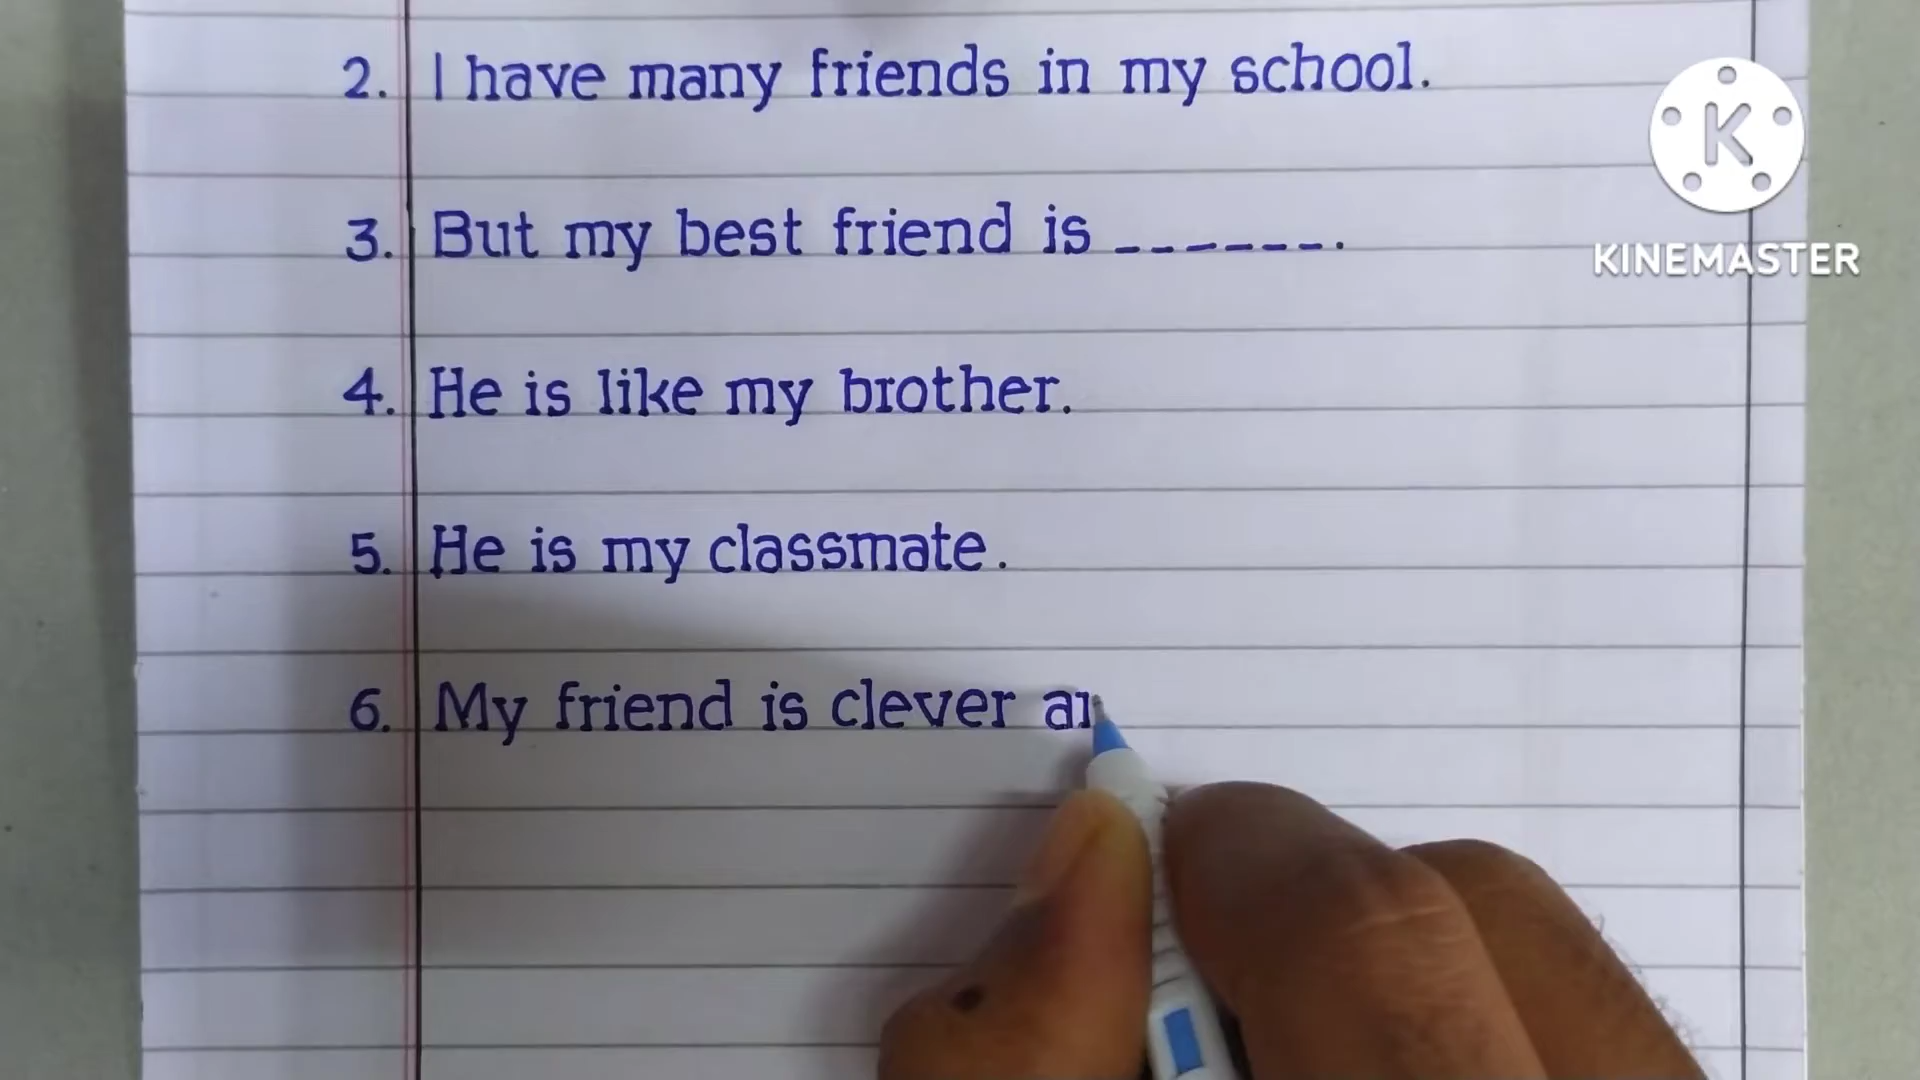 2. I have many friends in my school.
K
KINEMASTER
3. But my best friend is _ _ _ _ _ _ .
4. He is like my brother.
5. He is my classmate.
6. My friend is clever